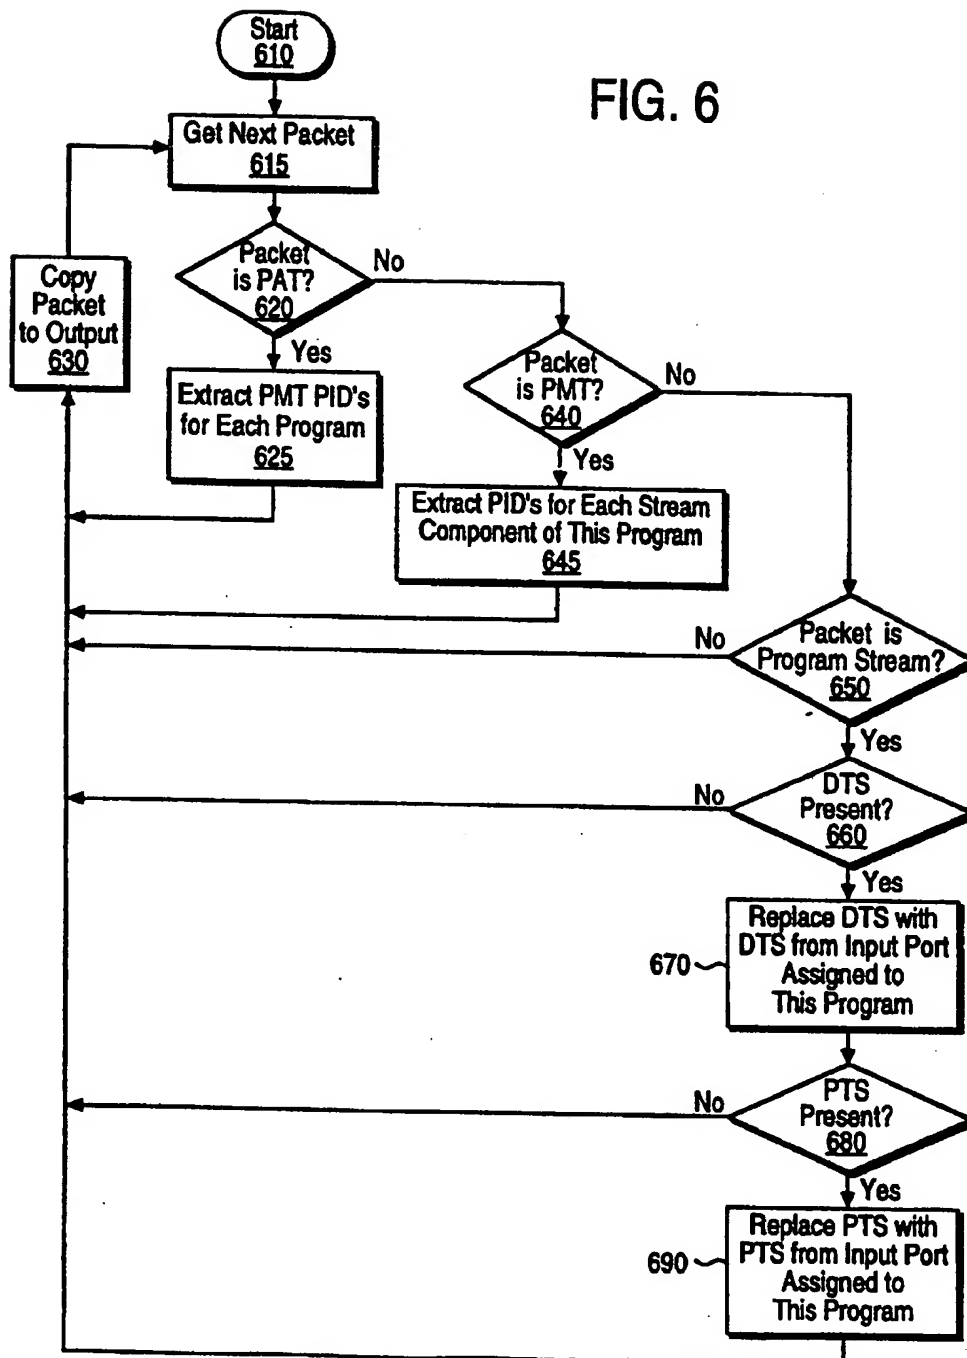 Start
610
FIG. 6
Get Next Packet
615
Packet
is PAT?
620
No
Yes
Copy
Packet
to Output
630
Extract PMT PID's
for Each Program
625
Packet
is PMT?
640
No
Yes
Extract PID's for Each Stream
Component of This Program
645
Packet is
Program Stream?
650
No
Yes
DTS
Present?
660
No
Yes
670
Replace DTS with
DTS from Input Port
Assigned to
This Program
PTS
Present?
680
No
Yes
690
Replace PTS with
PTS from Input Port
Assigned to
This Program